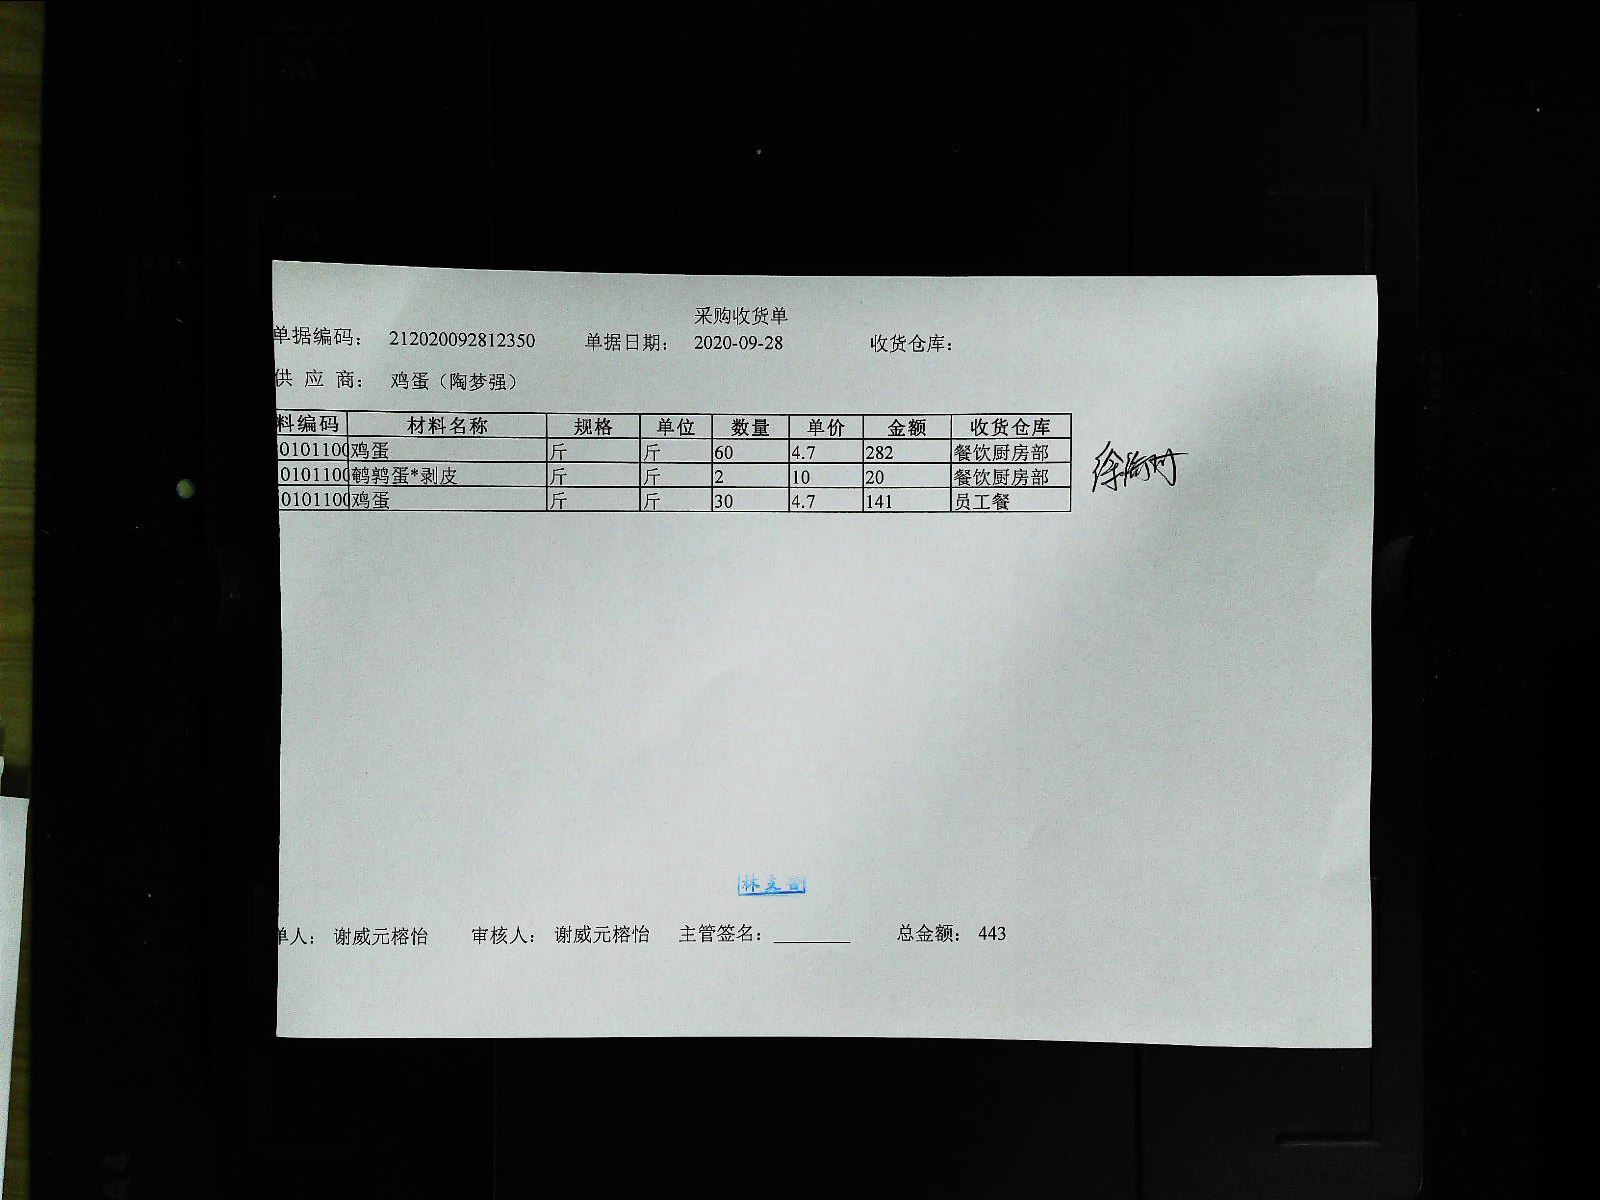 采购收货单
单据编码： 212020092812350 单据日期： 2020-09-28 收货仓库：
供 应 商： 鸡蛋（陶梦强）
料编码 材料名称 规格 单位 数量 单价 金额 收货仓库
0101100 鸡蛋 斤 斤 60 4.7 282 餐饮厨房部
0101100 鹌鹑蛋*剥皮 斤 斤 2 10 20 餐饮厨房部
0101100 鸡蛋 斤 斤 30 4.7 141 员工餐
单人： 谢威元榕怡 审核人： 谢威元榕怡 主管签名：________ 总金额： 443